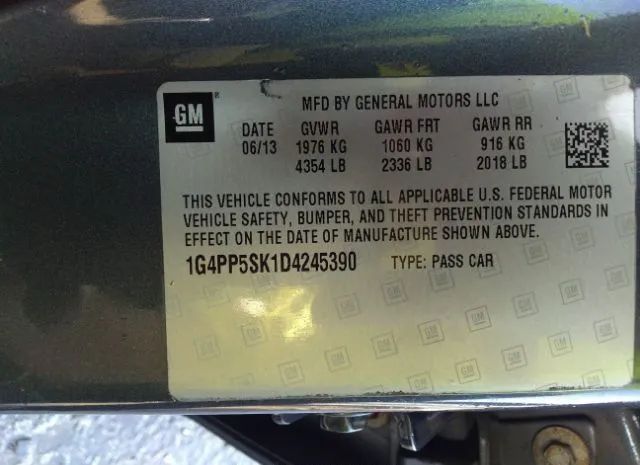 GM ®
MFD BY GENERAL MOTORS LLC
DATE GVWR GAWR FRT GAWR RR
06/13 1976 KG 1060 KG 916 KG
4354 LB 2336 LB 2018 LB
THIS VEHICLE CONFORMS TO ALL APPLICABLE U.S. FEDERAL MOTOR
VEHICLE SAFETY, BUMPER, AND THEFT PREVENTION STANDARDS IN
EFFECT ON THE DATE OF MANUFACTURE SHOWN ABOVE.
1G4PP5SK1D4245390 TYPE: PASS CAR